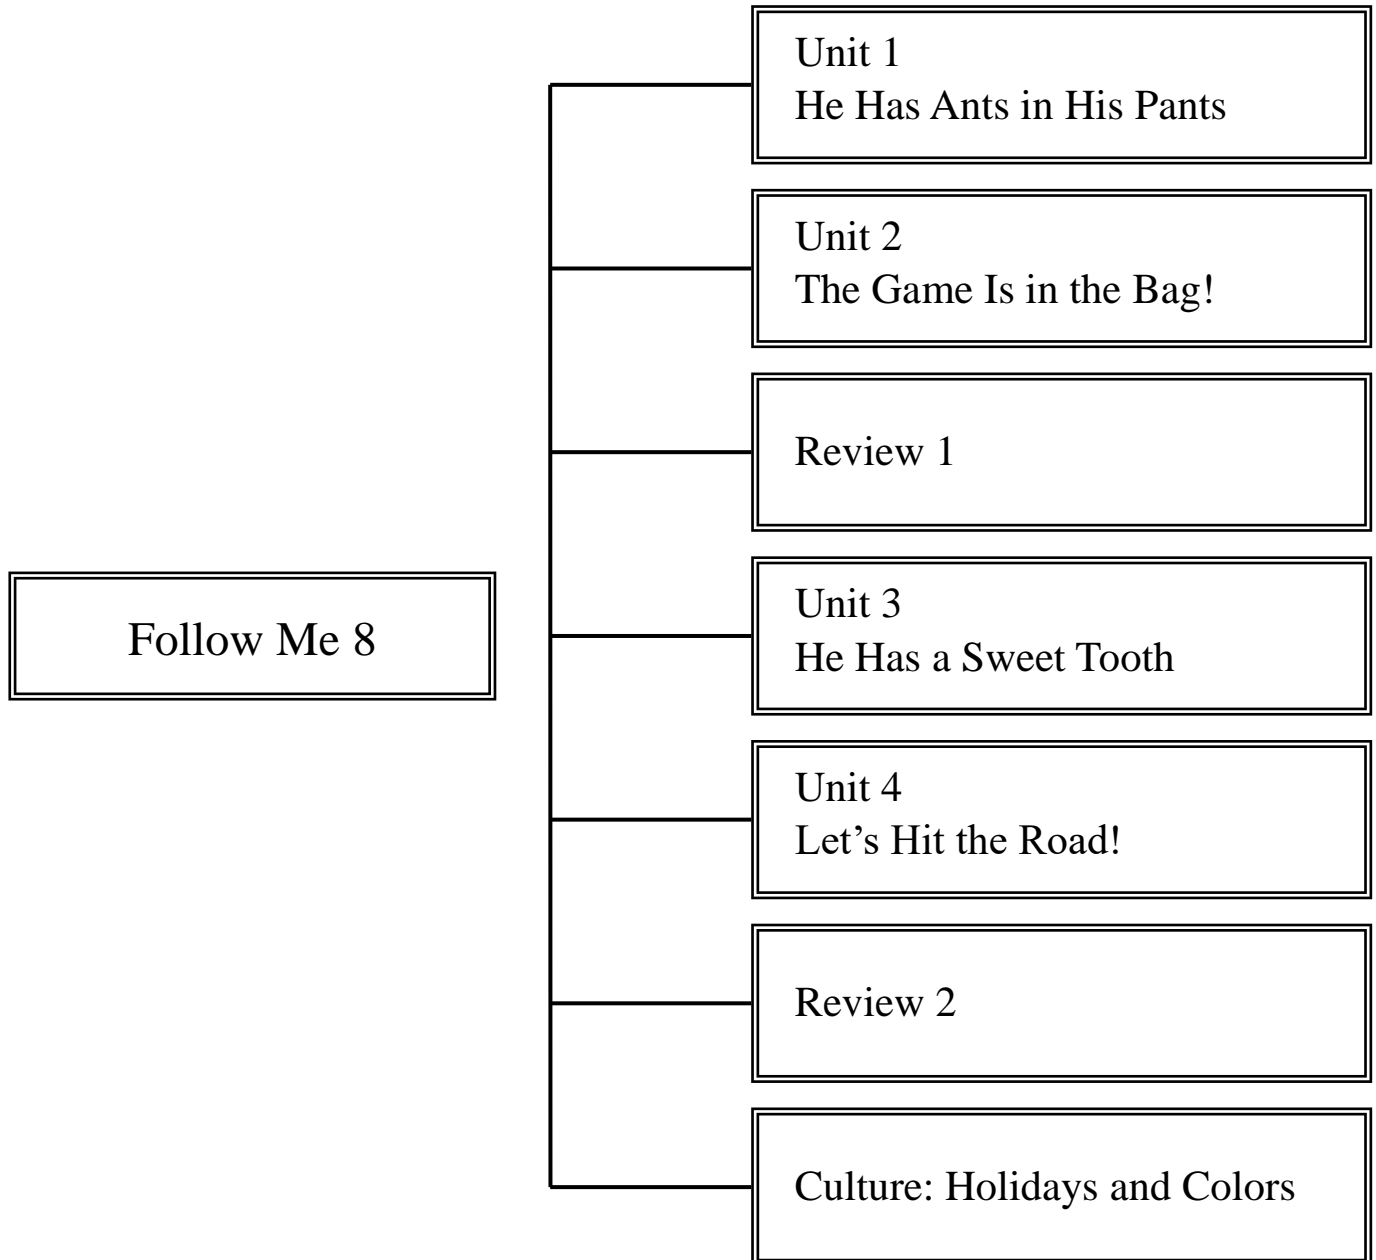 Follow Me 8
Unit 1
He Has Ants in His Pants
Unit 2
The Game Is in the Bag!
Review 1
Unit 3
He Has a Sweet Tooth
Unit 4
Let’s Hit the Road!
Review 2
Culture: Holidays and Colors